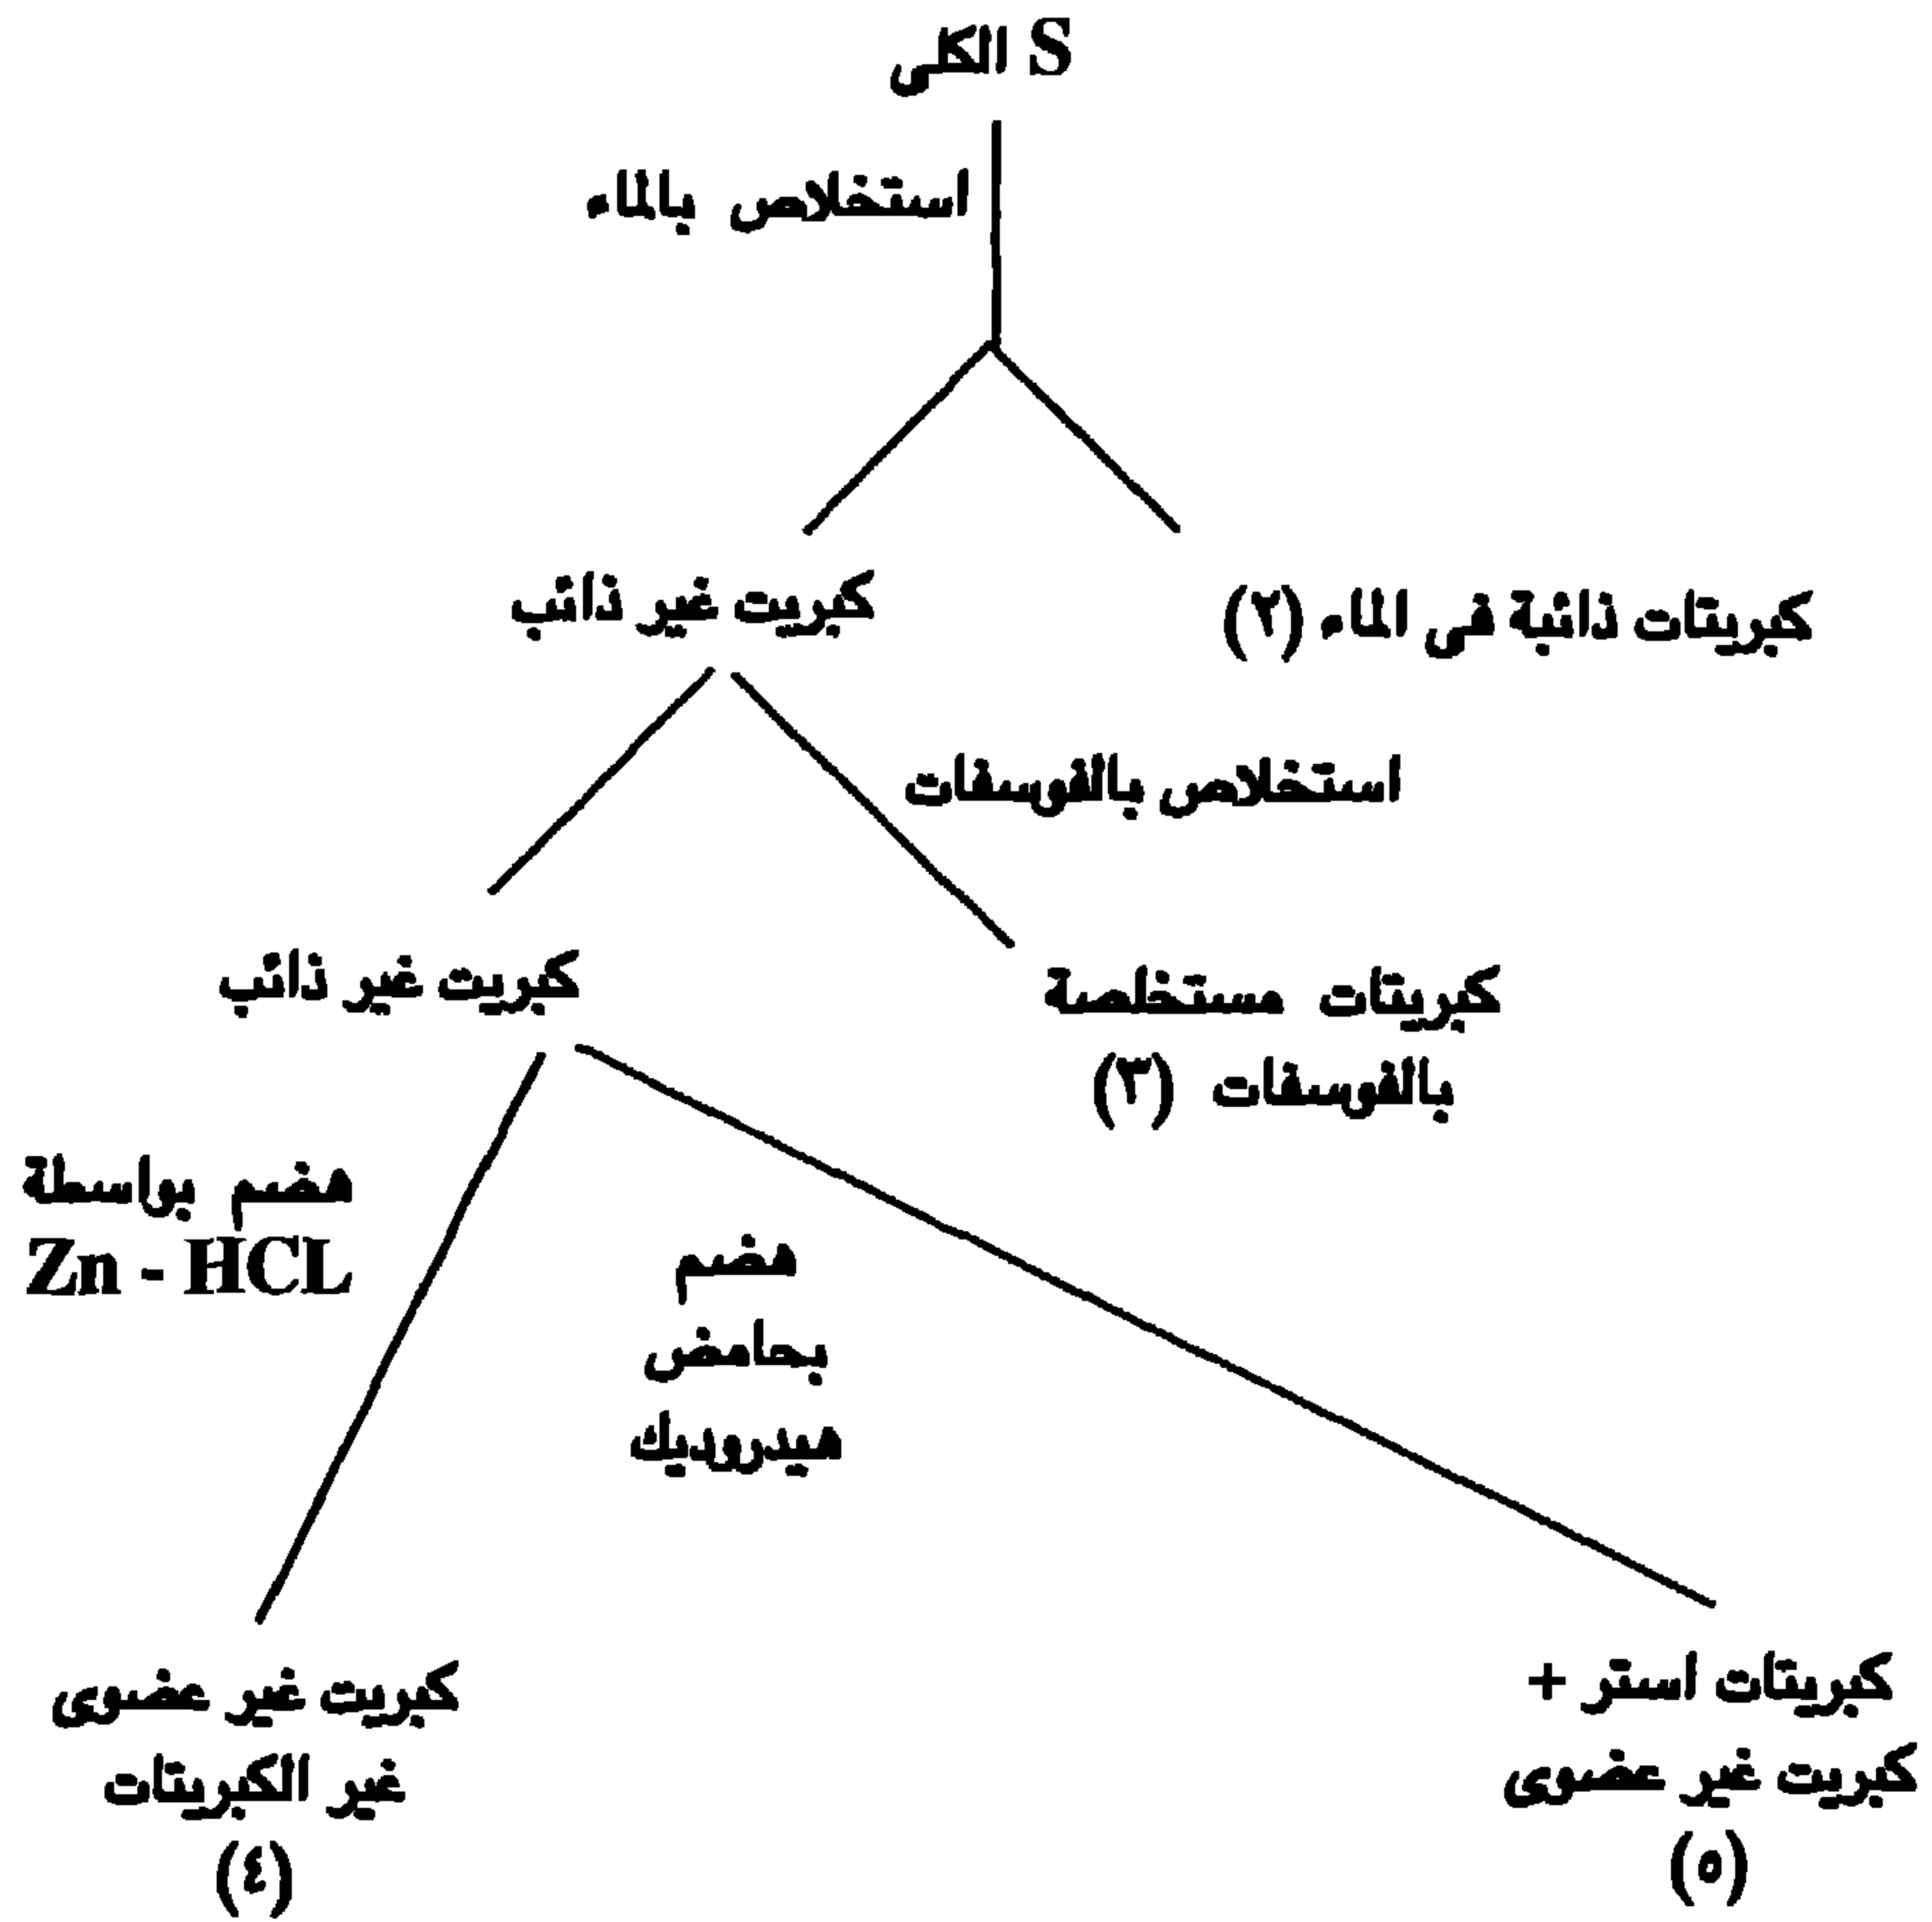 S الكلى
استخلاص بالماء
كبريتات ذائبة فى الماء (٢)
كبريت غير ذائب
استخلاص بالفوسفات
كبريت غير ذائب
كبريتات مستخلصة
بالفوسفات (٣)
هضم بواسطة
Zn - HCL
هضم
بحامض
هيدروديك
كبريتات استر +
كبريت غير عضوى
(٥)
كبريت غير عضوى
غير الكبريتات
(٤)